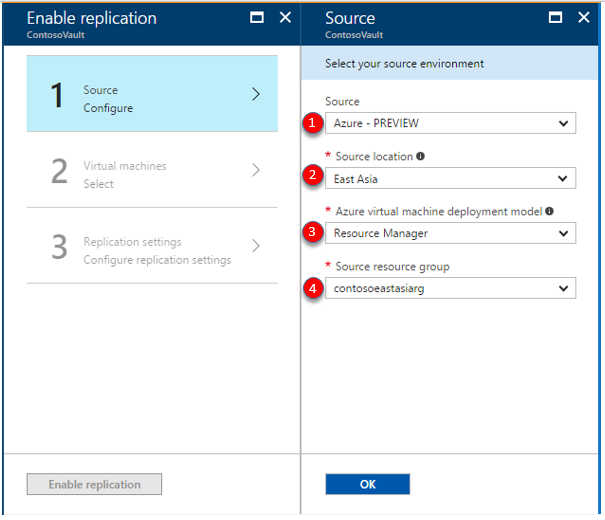 Enable replication
ContosoVault
1
Source
Configure
2
Virtual machines
Select
3
Replication settings
Configure replication settings
Enable replication
Source
ContosoVault
Select your source environment
Source
1 Azure - PREVIEW
* Source location
2 East Asia
* Azure virtual machine deployment model
3 Resource Manager
* Source resource group
4 contosoeastasiarg
OK